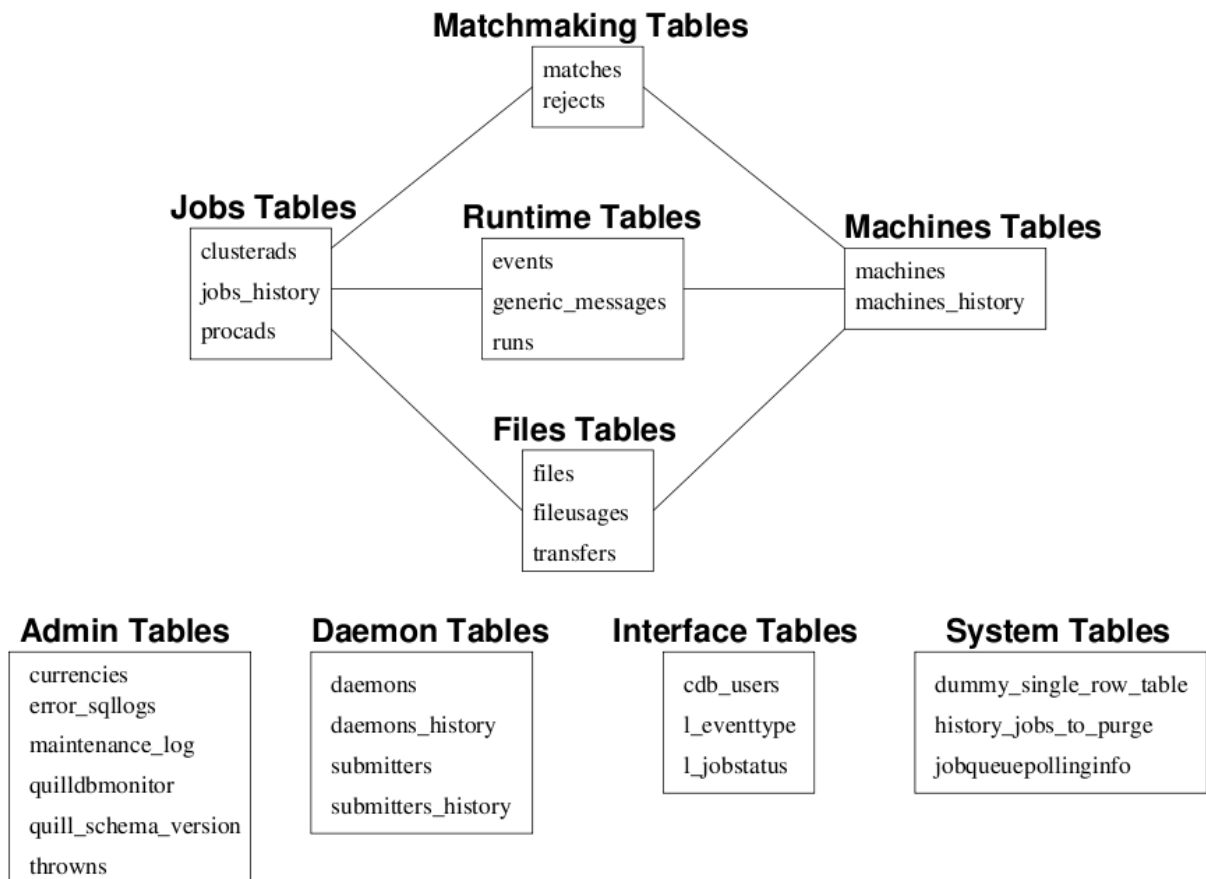 Matchmaking Tables
matches
rejects
Jobs Tables
clusterads
jobs_history
procads
Runtime Tables
events
generic_messages
runs
Machines Tables
machines
machines_history
Files Tables
files
fileusages
transfers
Admin Tables
currencies
error_sqllogs
maintenance_log
quilldbmonitor
quill_schema_version
throwns
Daemon Tables
daemons
daemons_history
submitters
submitters_history
Interface Tables
cdb_users
l_eventtype
l_jobstatus
System Tables
dummy_single_row_table
history_jobs_to_purge
jobqueuepollinginfo